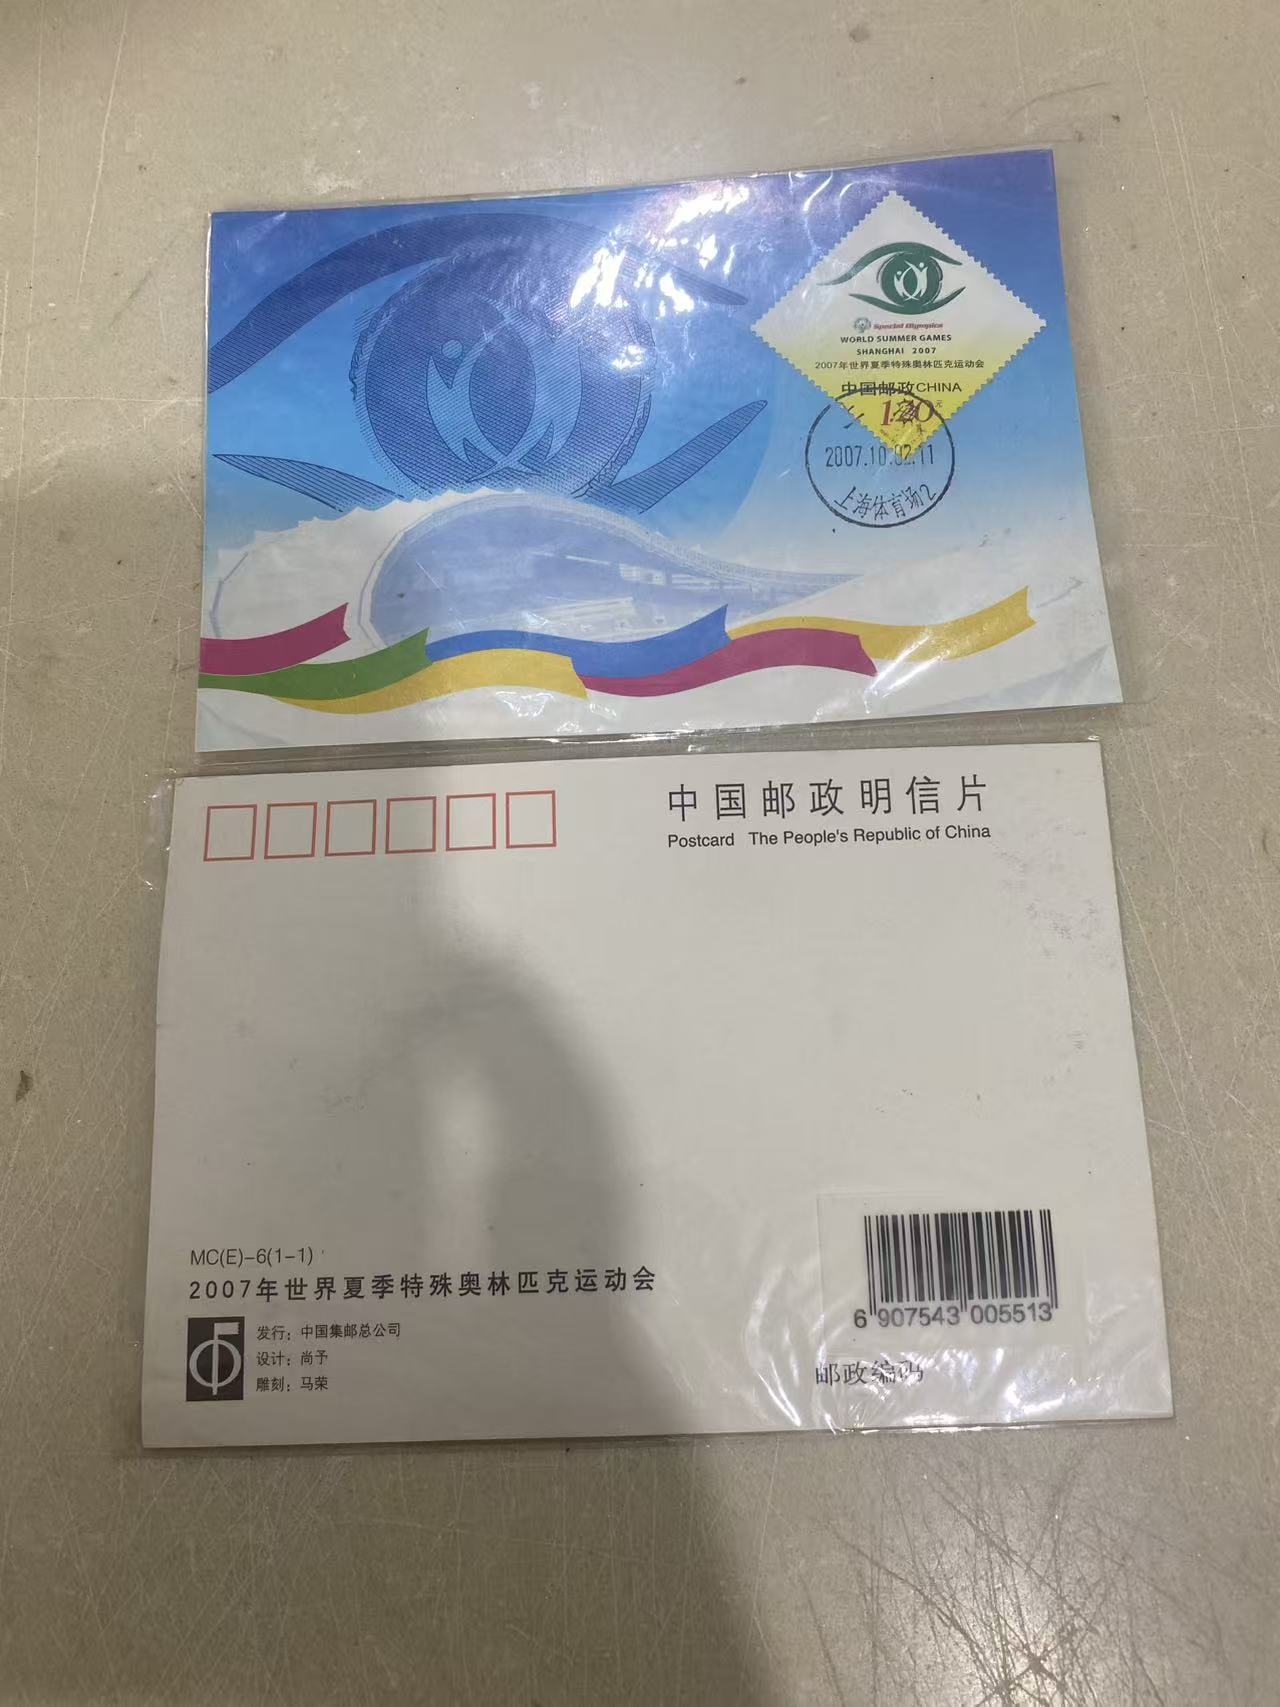 Special Olympics
WORLD SUMMER GAMES
SHANGHAI 2007
2007年世界夏季特殊奥林匹克运动会
中国邮政CHINA
1.20元
2007.10.02.11
上海体育场2
中国邮政明信片
Postcard The People's Republic of China
MC(E)-6(1-1)
2007年世界夏季特殊奥林匹克运动会
发行：中国集邮总公司
设计：尚予
雕刻：马荣
6 907543 005513
邮政编码